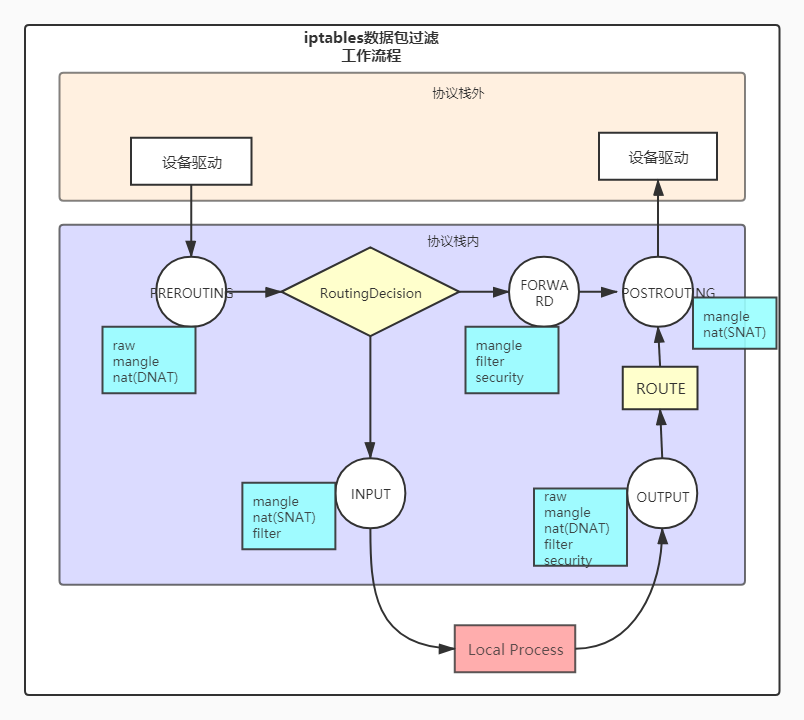 iptables数据包过滤
工作流程
协议栈外
设备驱动
设备驱动
协议栈内
PREROUTING
RoutingDecision
FORWA
RD
POSTROUTING
raw
mangle
nat(DNAT)
mangle
filter
security
mangle
nat(SNAT)
ROUTE
mangle
nat(SNAT)
filter
INPUT
raw
mangle
nat(DNAT)
filter
security
OUTPUT
Local Process